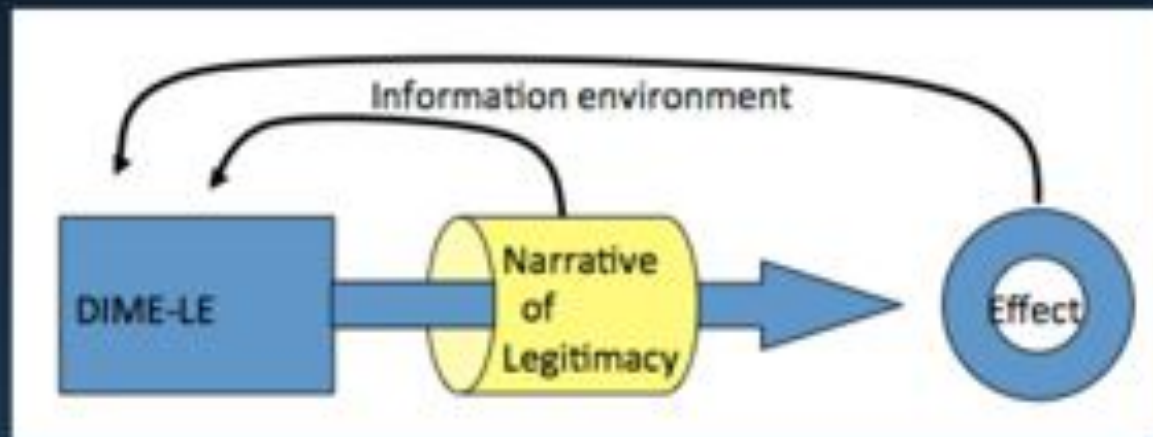 Information environment
DIME-LE
Narrative
of
Legitimacy
Effect